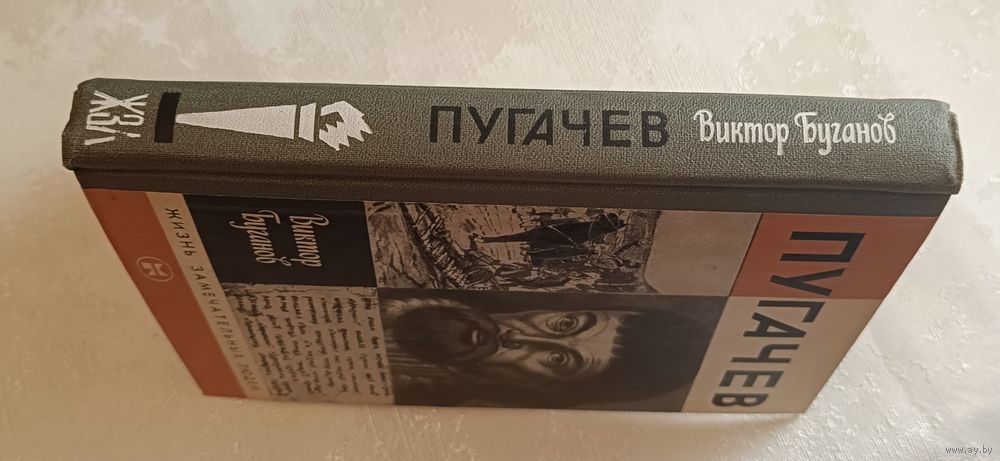 ЖЗЛ
ПУГАЧЕВ
Виктор Буганов
ЖИЗНЬ ЗАМЕЧАТЕЛЬНЫХ ЛЮДЕЙ
Виктор
Буганов
ПУГАЧЕВ
www.ay.by